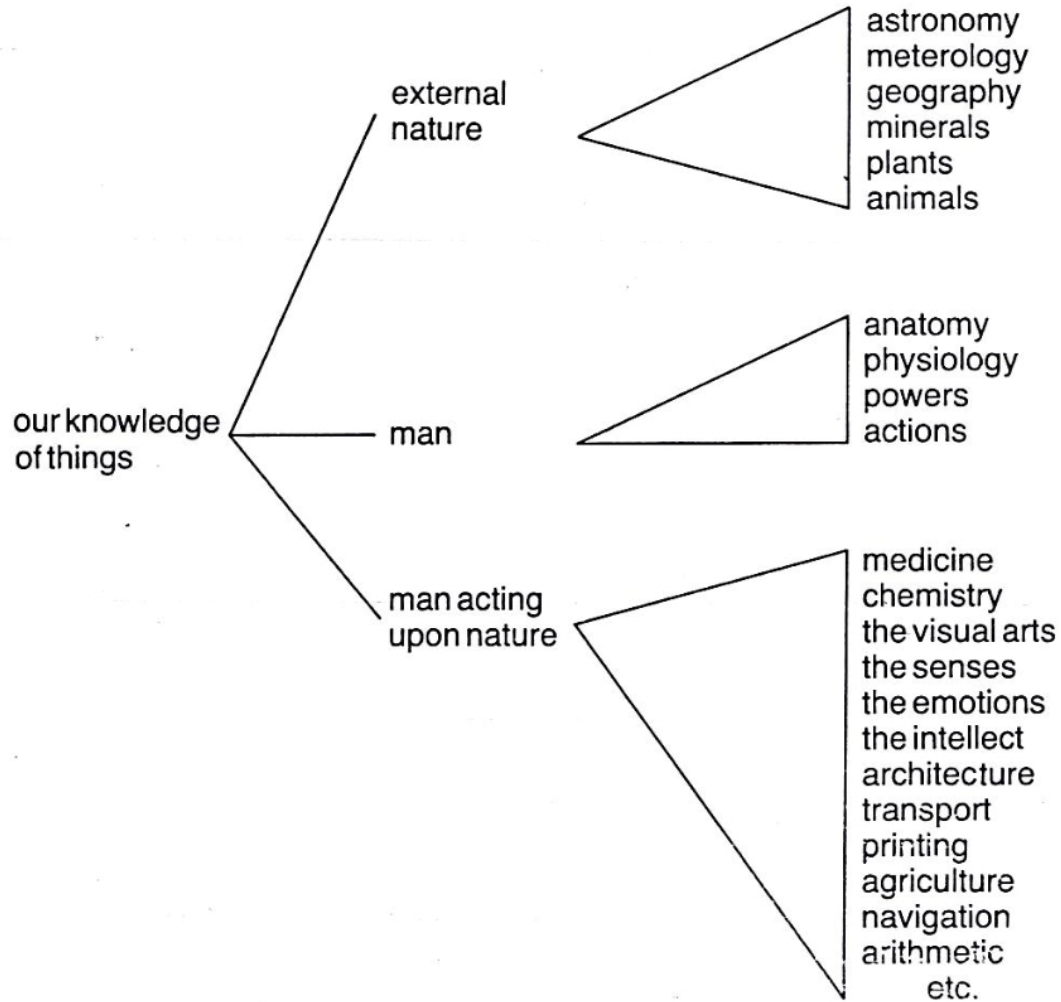 our knowledge
of things
external
nature
astronomy
meterology
geography
minerals
plants
animals
man
anatomy
physiology
powers
actions
man acting
upon nature
medicine
chemistry
the visual arts
the senses
the emotions
the intellect
architecture
transport
printing
agriculture
navigation
arithmetic
etc.